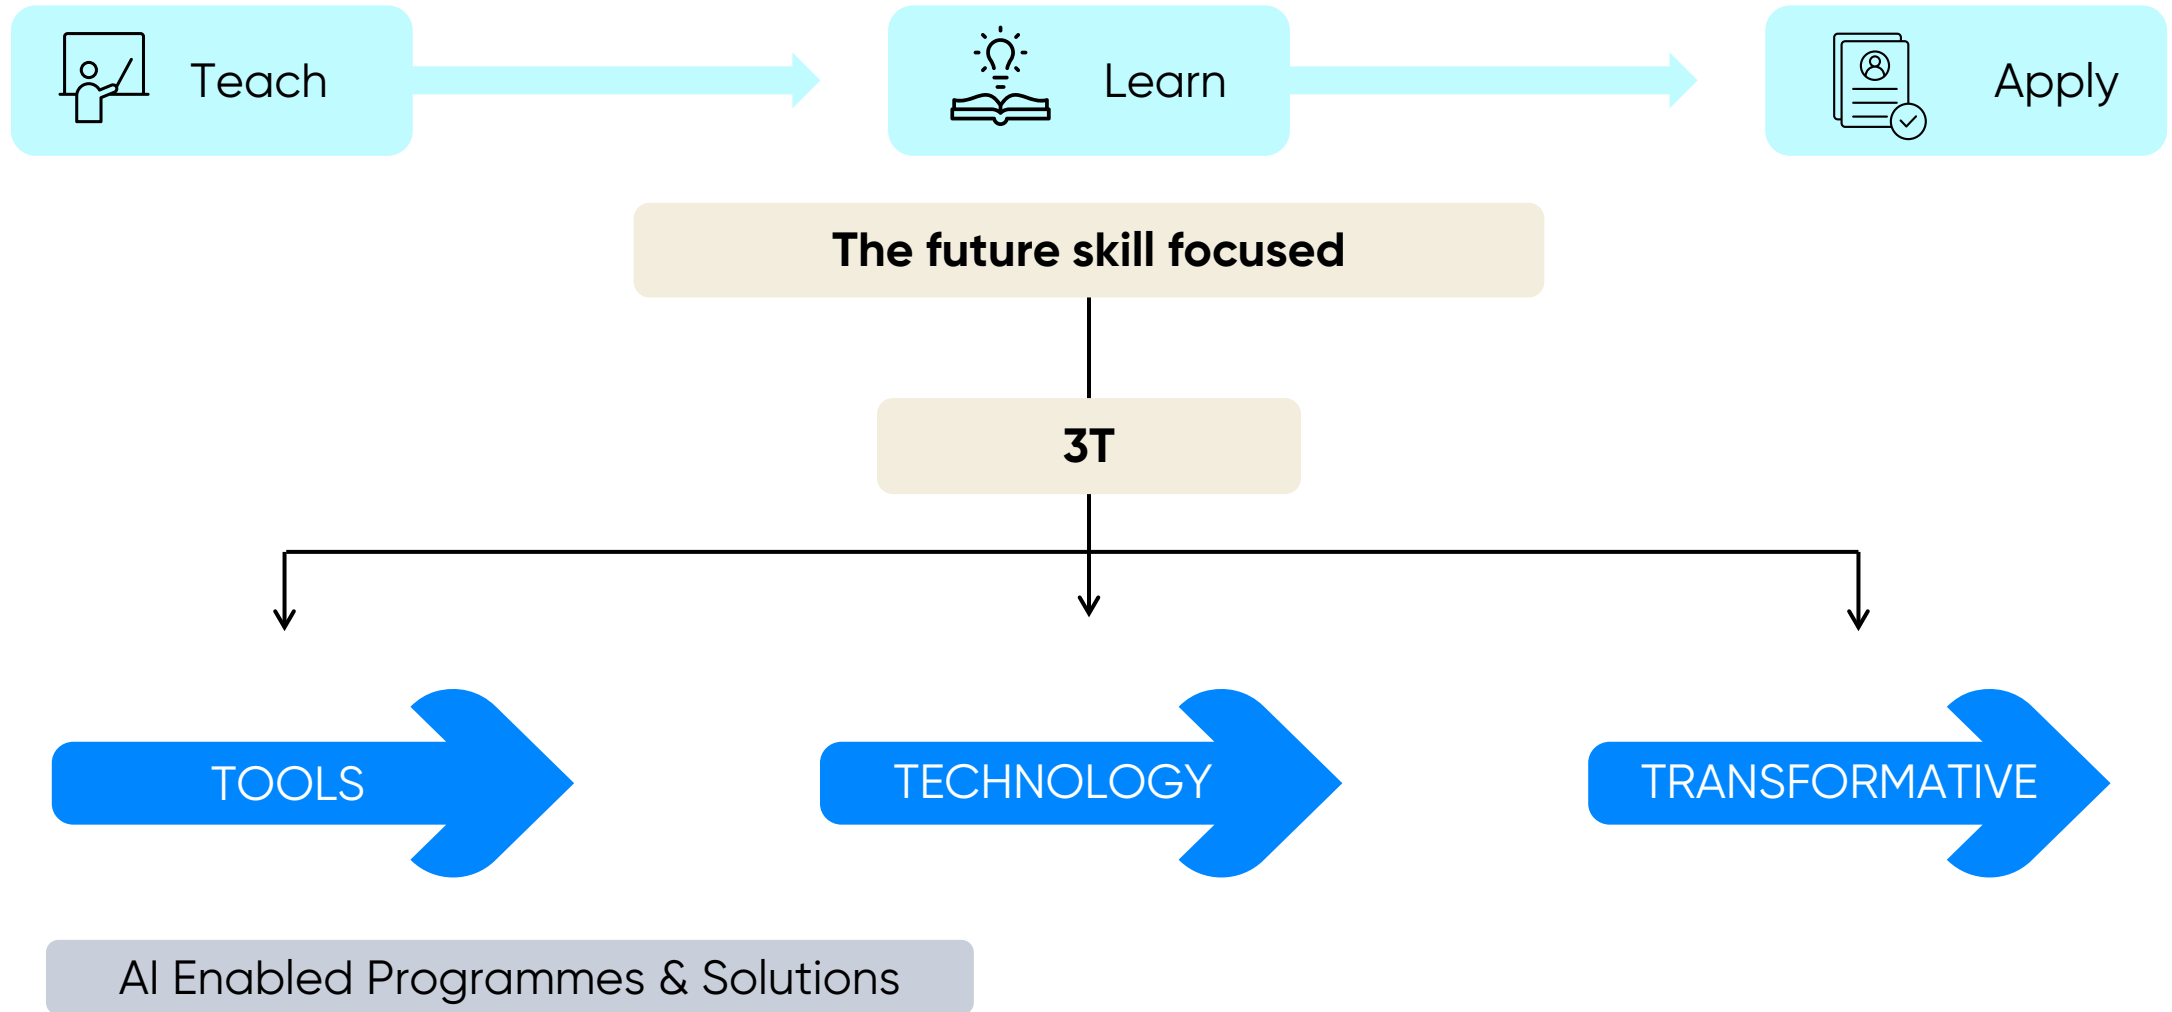 Teach
Learn
Apply
The future skill focused
3T
TOOLS
TECHNOLOGY
TRANSFORMATIVE
AI Enabled Programmes & Solutions